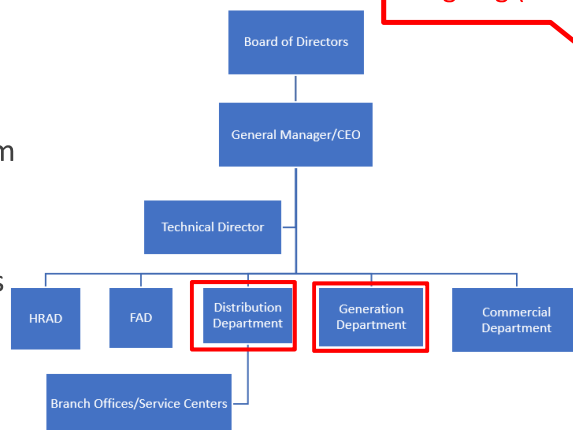 Board of Directors
General Manager/CEO
Technical Director
HRAD
FAD
Distribution
Department
Generation
Department
Commercial
Department
Branch Offices/Service Centers